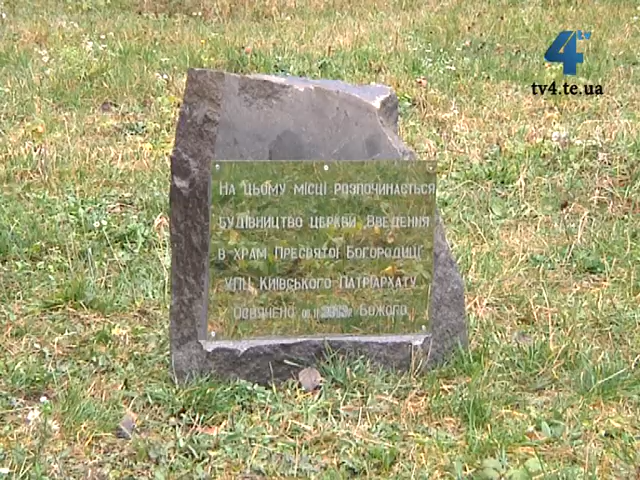 4 tv
tv4.te.ua
На цьому місці розпочинається
будівництво церкви Введення
в храм Пресвятої Богородиці
УПЦ Київського Патріархату
Освячено Божого